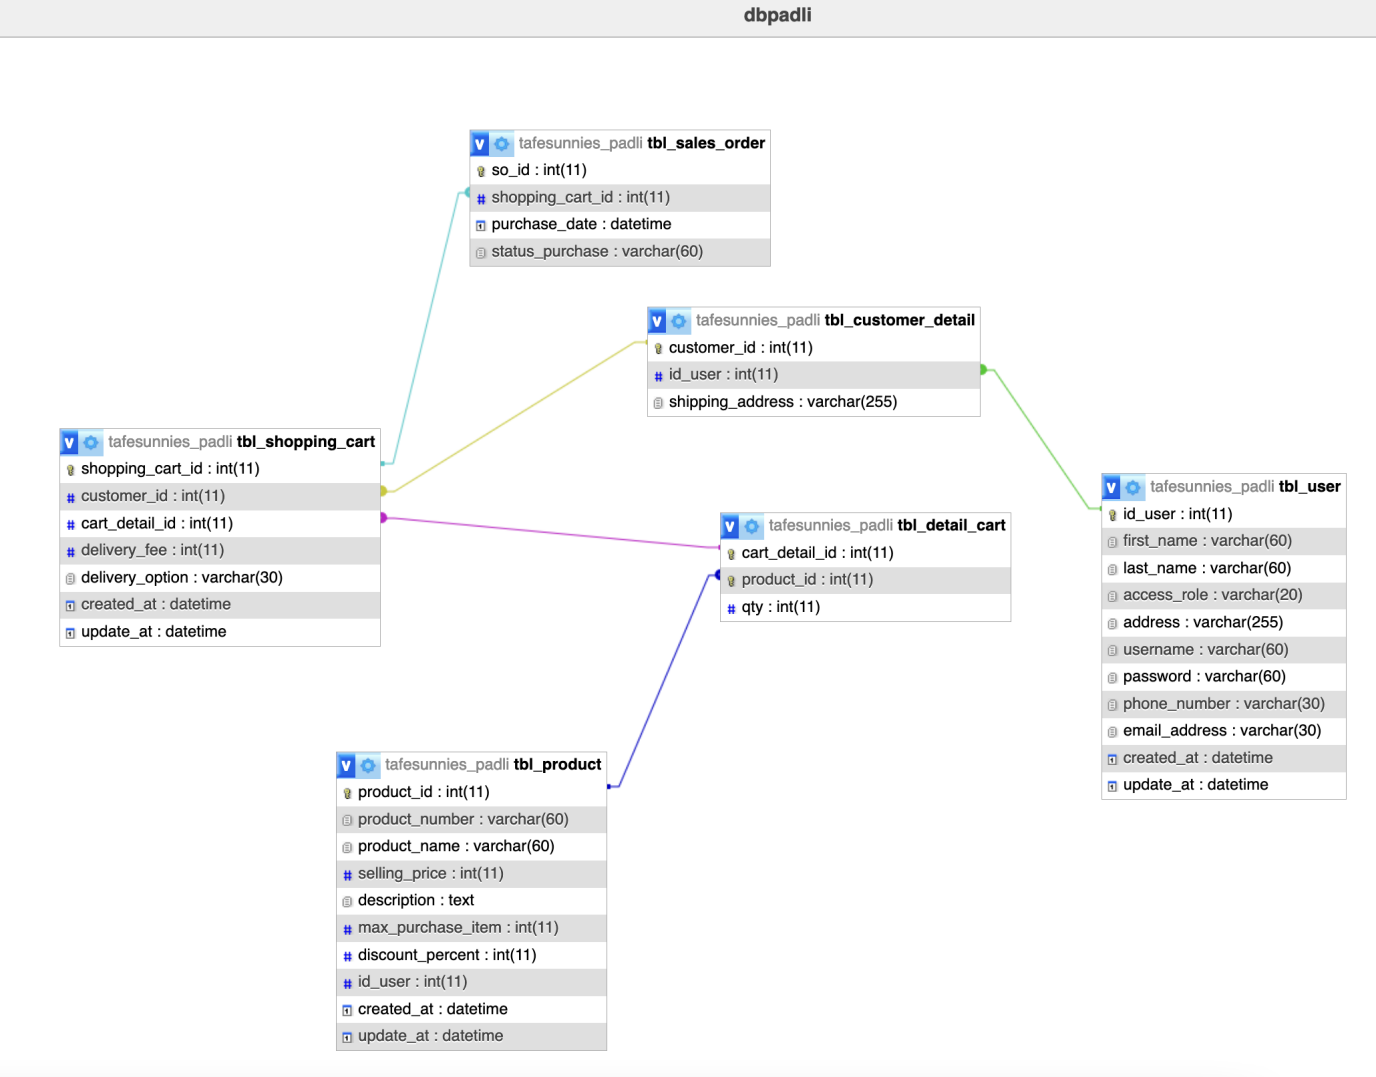 dbpadli
v tafesunnies_padli tbl_sales_order
so_id : int(11)
# shopping_cart_id : int(11)
purchase_date : datetime
status_purchase : varchar(60)
v tafesunnies_padli tbl_customer_detail
customer_id : int(11)
# id_user : int(11)
shipping_address : varchar(255)
v tafesunnies_padli tbl_shopping_cart
shopping_cart_id : int(11)
# customer_id : int(11)
# cart_detail_id : int(11)
# delivery_fee : int(11)
delivery_option : varchar(30)
created_at : datetime
update_at : datetime
v tafesunnies_padli tbl_detail_cart
cart_detail_id : int(11)
product_id : int(11)
# qty : int(11)
v tafesunnies_padli tbl_user
id_user : int(11)
first_name : varchar(60)
last_name : varchar(60)
access_role : varchar(20)
address : varchar(255)
username : varchar(60)
password : varchar(60)
phone_number : varchar(30)
email_address : varchar(30)
created_at : datetime
update_at : datetime
v tafesunnies_padli tbl_product
product_id : int(11)
product_number : varchar(60)
product_name : varchar(60)
# selling_price : int(11)
description : text
# max_purchase_item : int(11)
# discount_percent : int(11)
# id_user : int(11)
created_at : datetime
update_at : datetime